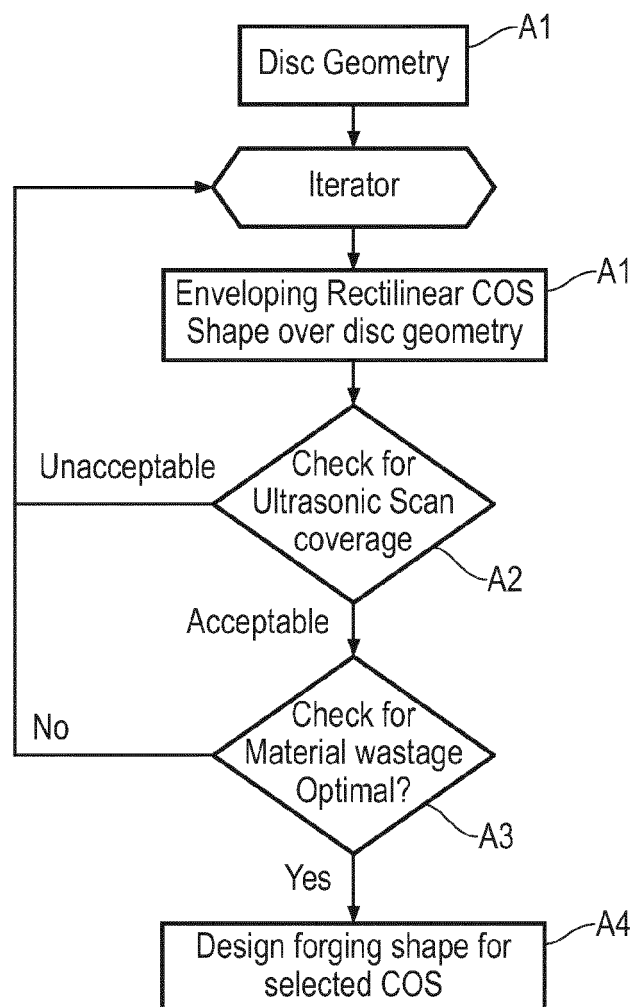 A1
Disc Geometry
Iterator
A1
Enveloping Rectilinear COS
Shape over disc geometry
Unacceptable
Check for
Ultrasonic Scan
coverage
A2
Acceptable
No
Check for
Material wastage
Optimal?
A3
Yes
Design forging shape for
selected COS
A4